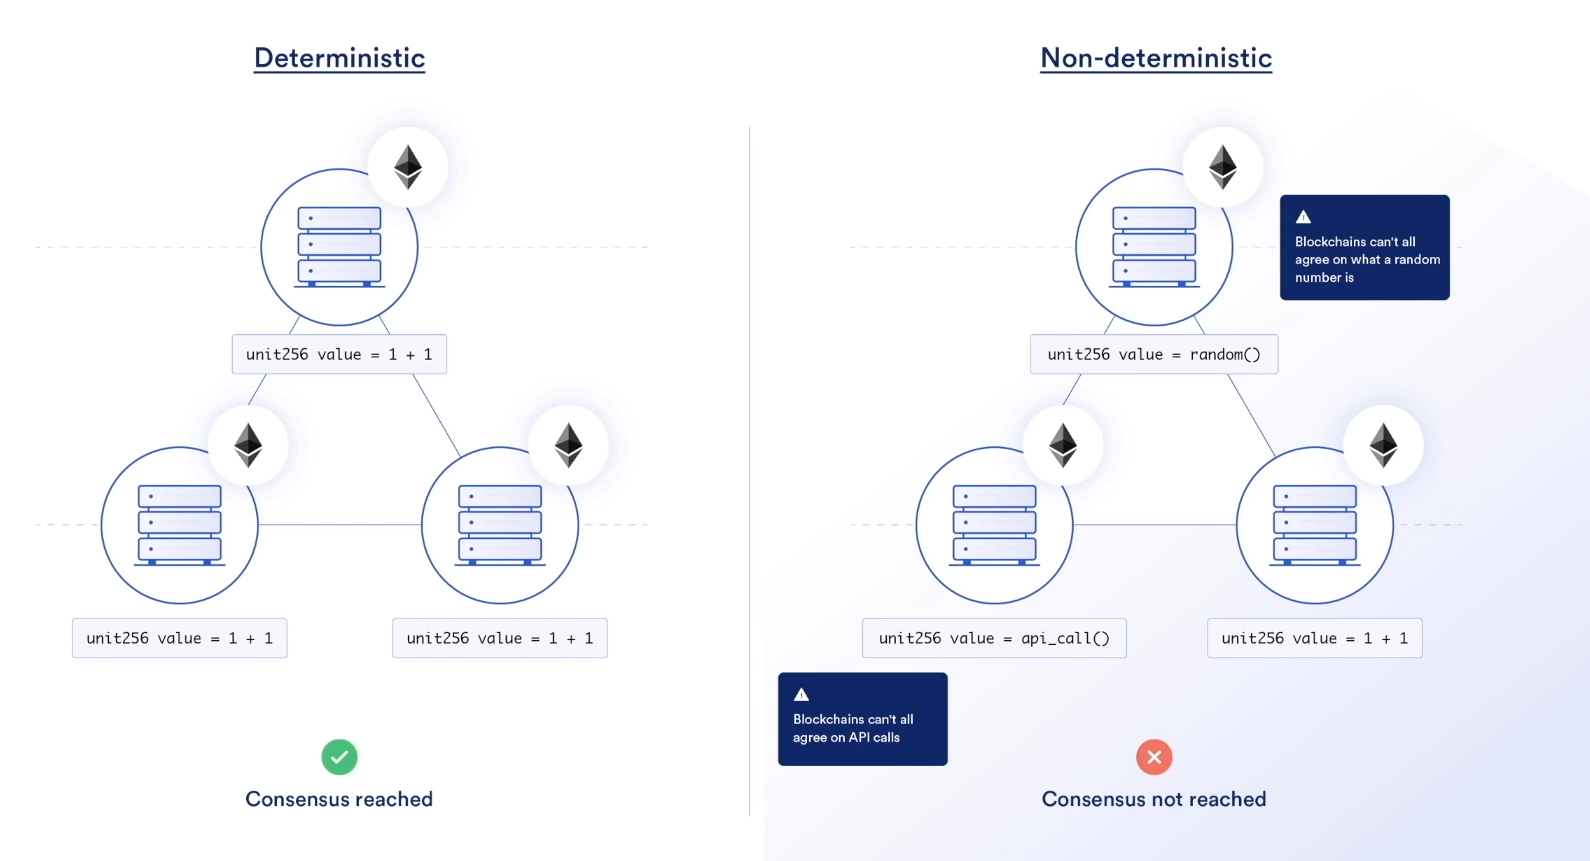 Deterministic
unit256 value = 1 + 1
unit256 value = 1 + 1
unit256 value = 1 + 1
Consensus reached
Non-deterministic
Blockchains can't all
agree on what a random
number is
unit256 value = random()
unit256 value = api_call()
unit256 value = 1 + 1
Blockchains can't all
agree on API calls
Consensus not reached